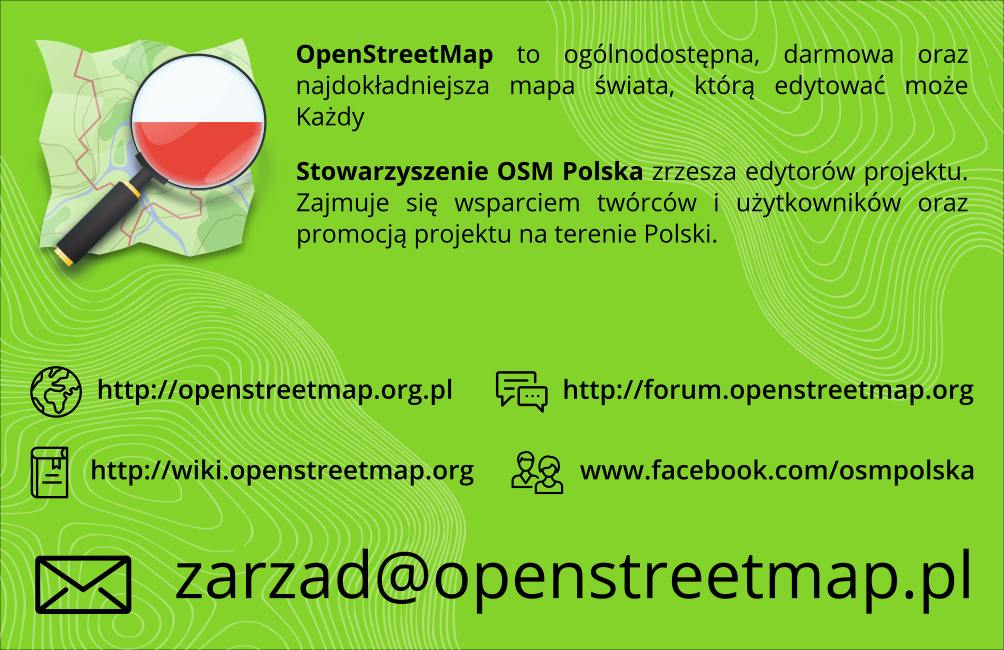 OpenStreetMap to ogólnodostępna, darmowa oraz
najdokładniejsza mapa świata, którą edytować może
Każdy
Stowarzyszenie OSM Polska zrzesza edytorów projektu.
Zajmuje się wsparciem twórców i użytkowników oraz
promocją projektu na terenie Polski.
http://openstreetmap.org.pl
http://forum.openstreetmap.org
http://wiki.openstreetmap.org
www.facebook.com/osmpolska
zarzad@openstreetmap.pl